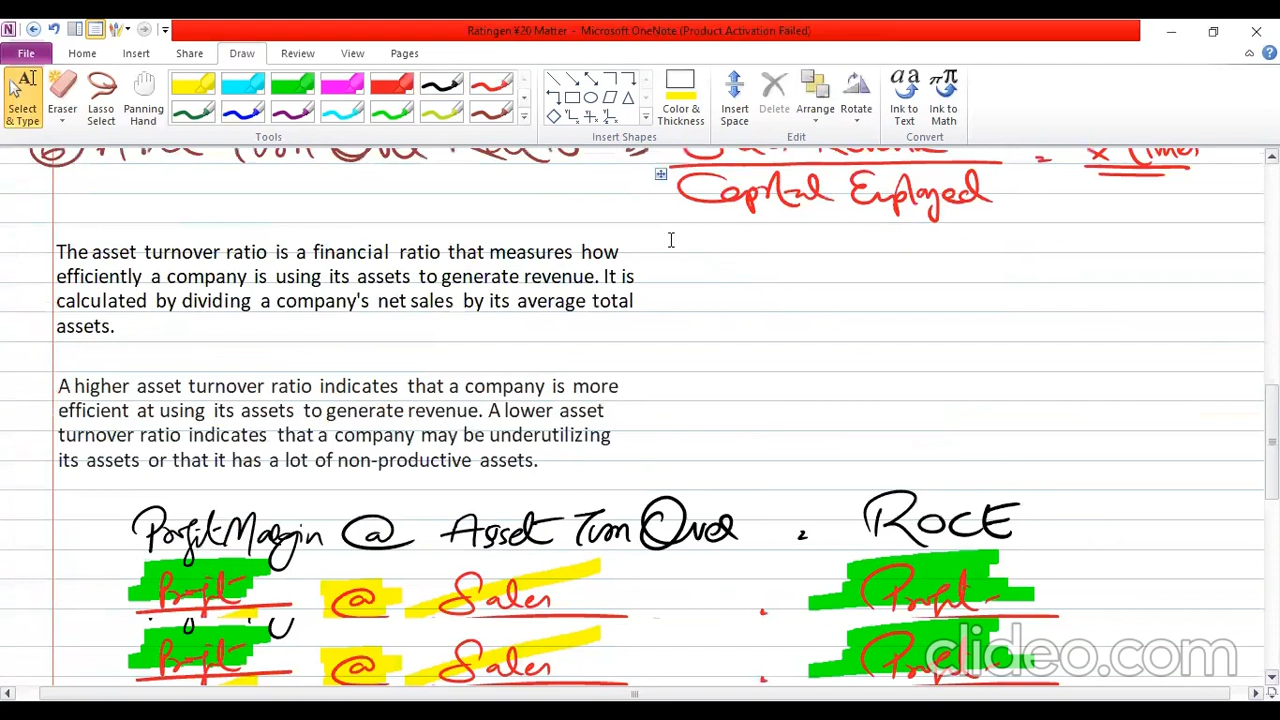 Ratingen ¥20 Matter - Microsoft OneNote (Product Activation Failed)
File Home Insert Share Draw Review View Pages
Select & Type
Eraser
Lasso Select
Panning Hand
Color & Thickness
Insert Space
Delete
Arrange
Rotate
Ink to Text
Ink to Math
Tools
Insert Shapes
Edit
Convert
Capital Employed
The asset turnover ratio is a financial ratio that measures how
efficiently a company is using its assets to generate revenue. It is
calculated by dividing a company's net sales by its average total
assets.
A higher asset turnover ratio indicates that a company is more
efficient at using its assets to generate revenue. A lower asset
turnover ratio indicates that a company may be underutilizing
its assets or that it has a lot of non-productive assets.
Profit Margin @ Asset Turn Over = ROCE
Profit @ Sales = Profit
Profit @ Sales = Profit
clideo.com